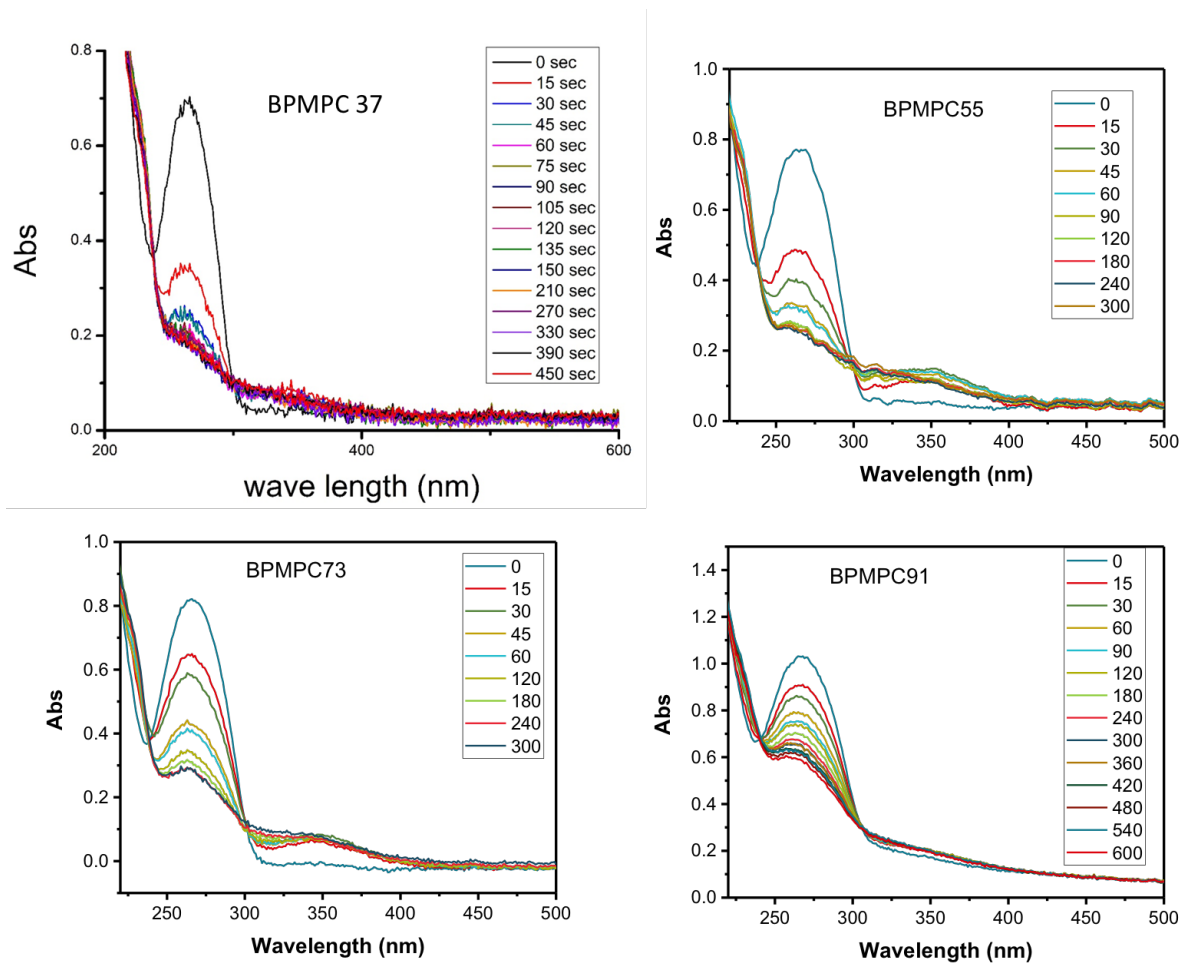 BPMPC 37
0.8
0.6
0.4
0.2
0.0
Abs
200
400
600
wave length (nm)
0 sec
15 sec
30 sec
45 sec
60 sec
75 sec
90 sec
105 sec
120 sec
135 sec
150 sec
210 sec
270 sec
330 sec
390 sec
450 sec
BPMPC55
1.0
0.8
0.6
0.4
0.2
0.0
Abs
250
300
350
400
450
500
Wavelength (nm)
0
15
30
45
60
90
120
180
240
300
BPMPC73
1.0
0.8
0.6
0.4
0.2
0.0
Abs
250
300
350
400
450
500
Wavelength (nm)
0
15
30
45
60
120
180
240
300
BPMPC91
1.4
1.2
1.0
0.8
0.6
0.4
0.2
0.0
Abs
250
300
350
400
450
500
Wavelength (nm)
0
15
30
60
90
120
180
240
300
360
420
480
540
600